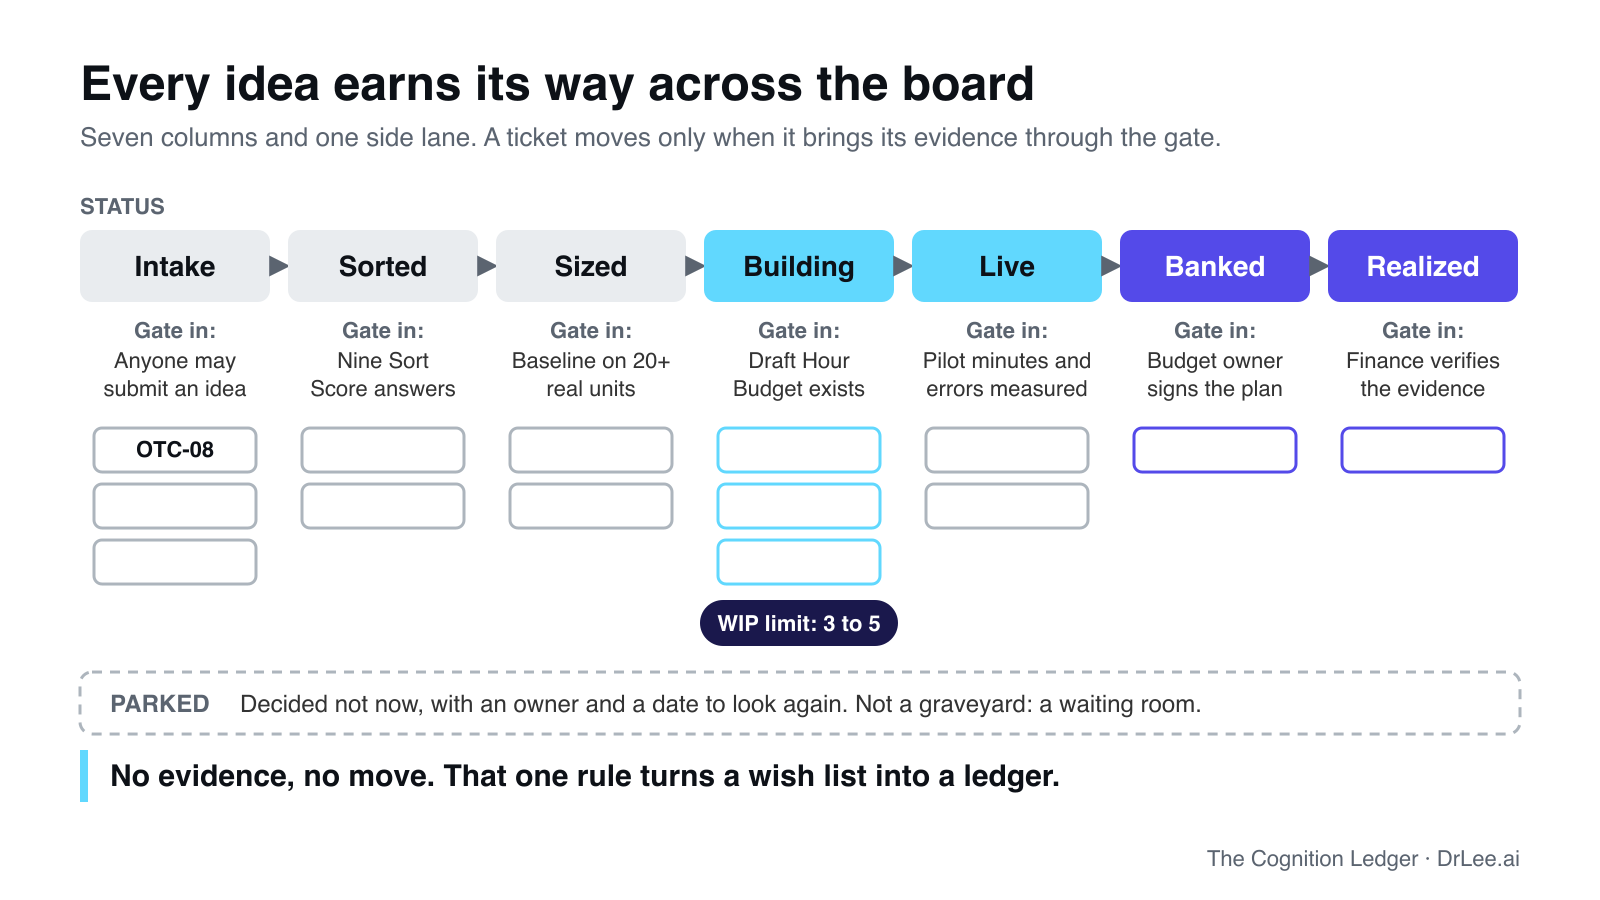 Every idea earns its way across the board
Seven columns and one side lane. A ticket moves only when it brings its evidence through the gate.
STATUS
Intake
Sorted
Sized
Building
Live
Banked
Realized
Gate in:
Anyone may
submit an idea
Gate in:
Nine Sort
Score answers
Gate in:
Baseline on 20+
real units
Gate in:
Draft Hour
Budget exists
Gate in:
Pilot minutes and
errors measured
Gate in:
Budget owner
signs the plan
Gate in:
Finance verifies
the evidence
OTC-08
WIP limit: 3 to 5
PARKED Decided not now, with an owner and a date to look again. Not a graveyard: a waiting room.
No evidence, no move. That one rule turns a wish list into a ledger.
The Cognition Ledger · DrLee.ai